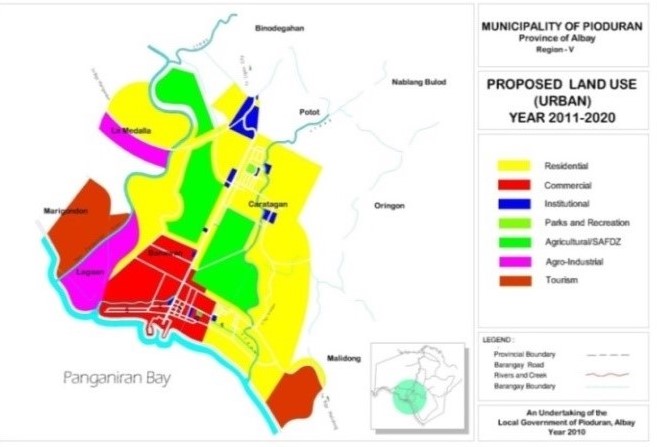 MUNICIPALITY OF PIODURAN
Province of Albay
Region - V
PROPOSED LAND USE
(URBAN)
YEAR 2011-2020
Residential
Commercial
Institutional
Parks and Recreation
Agricultural/SAFDZ
Agro-Industrial
Tourism
LEGEND :
Provincial Boundary
Barangay Road
Rivers and Creek
Barangay Boundary
An Undertaking of the
Local Government of Pioduran, Albay
Year 2010
Binodegahan
Nablang Bulod
Potot
La Medalla
Caratagan
Oringon
Marigondon
Lagaan
Malidong
Panganiran Bay